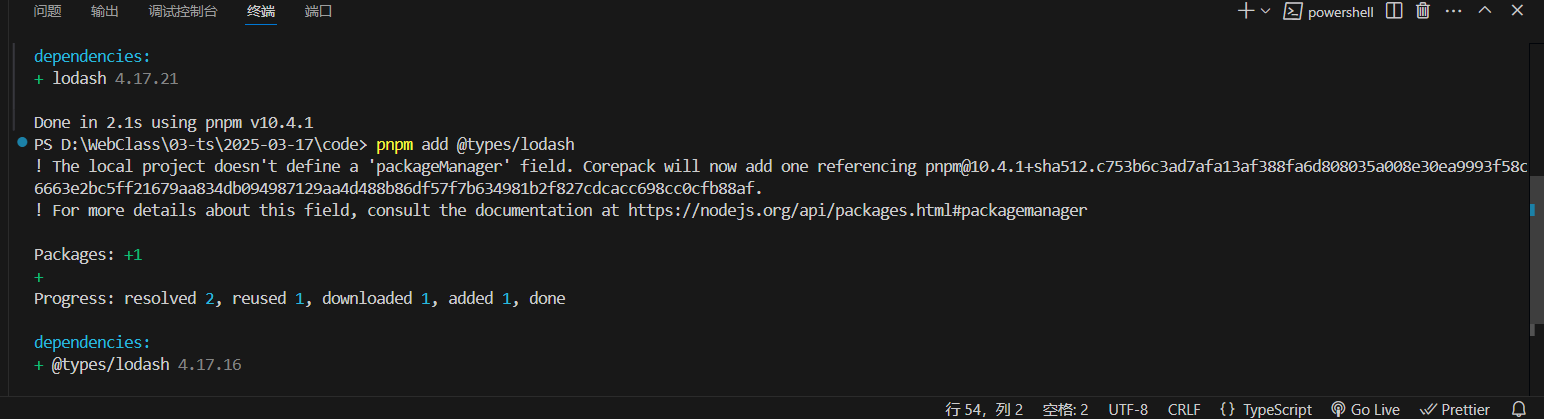 问题 输出 调试控制台 终端 端口 powershell
dependencies:
+ lodash 4.17.21
Done in 2.1s using pnpm v10.4.1
PS D:\WebClass\03-ts\2025-03-17\code> pnpm add @types/lodash
! The local project doesn't define a 'packageManager' field. Corepack will now add one referencing pnpm@10.4.1+sha512.c753b6c3ad7afa13af388fa6d808035a008e30ea9993f58c
6663e2bc5ff21679aa834db094987129aa4d488b86df57f7b634981b2f827cdcacc698cc0cfb88af.
! For more details about this field, consult the documentation at https://nodejs.org/api/packages.html#packagemanager
Packages: +1
+
Progress: resolved 2, reused 1, downloaded 1, added 1, done
dependencies:
+ @types/lodash 4.17.16
行 54，列 2 空格: 2 UTF-8 CRLF {} TypeScript Go Live Prettier